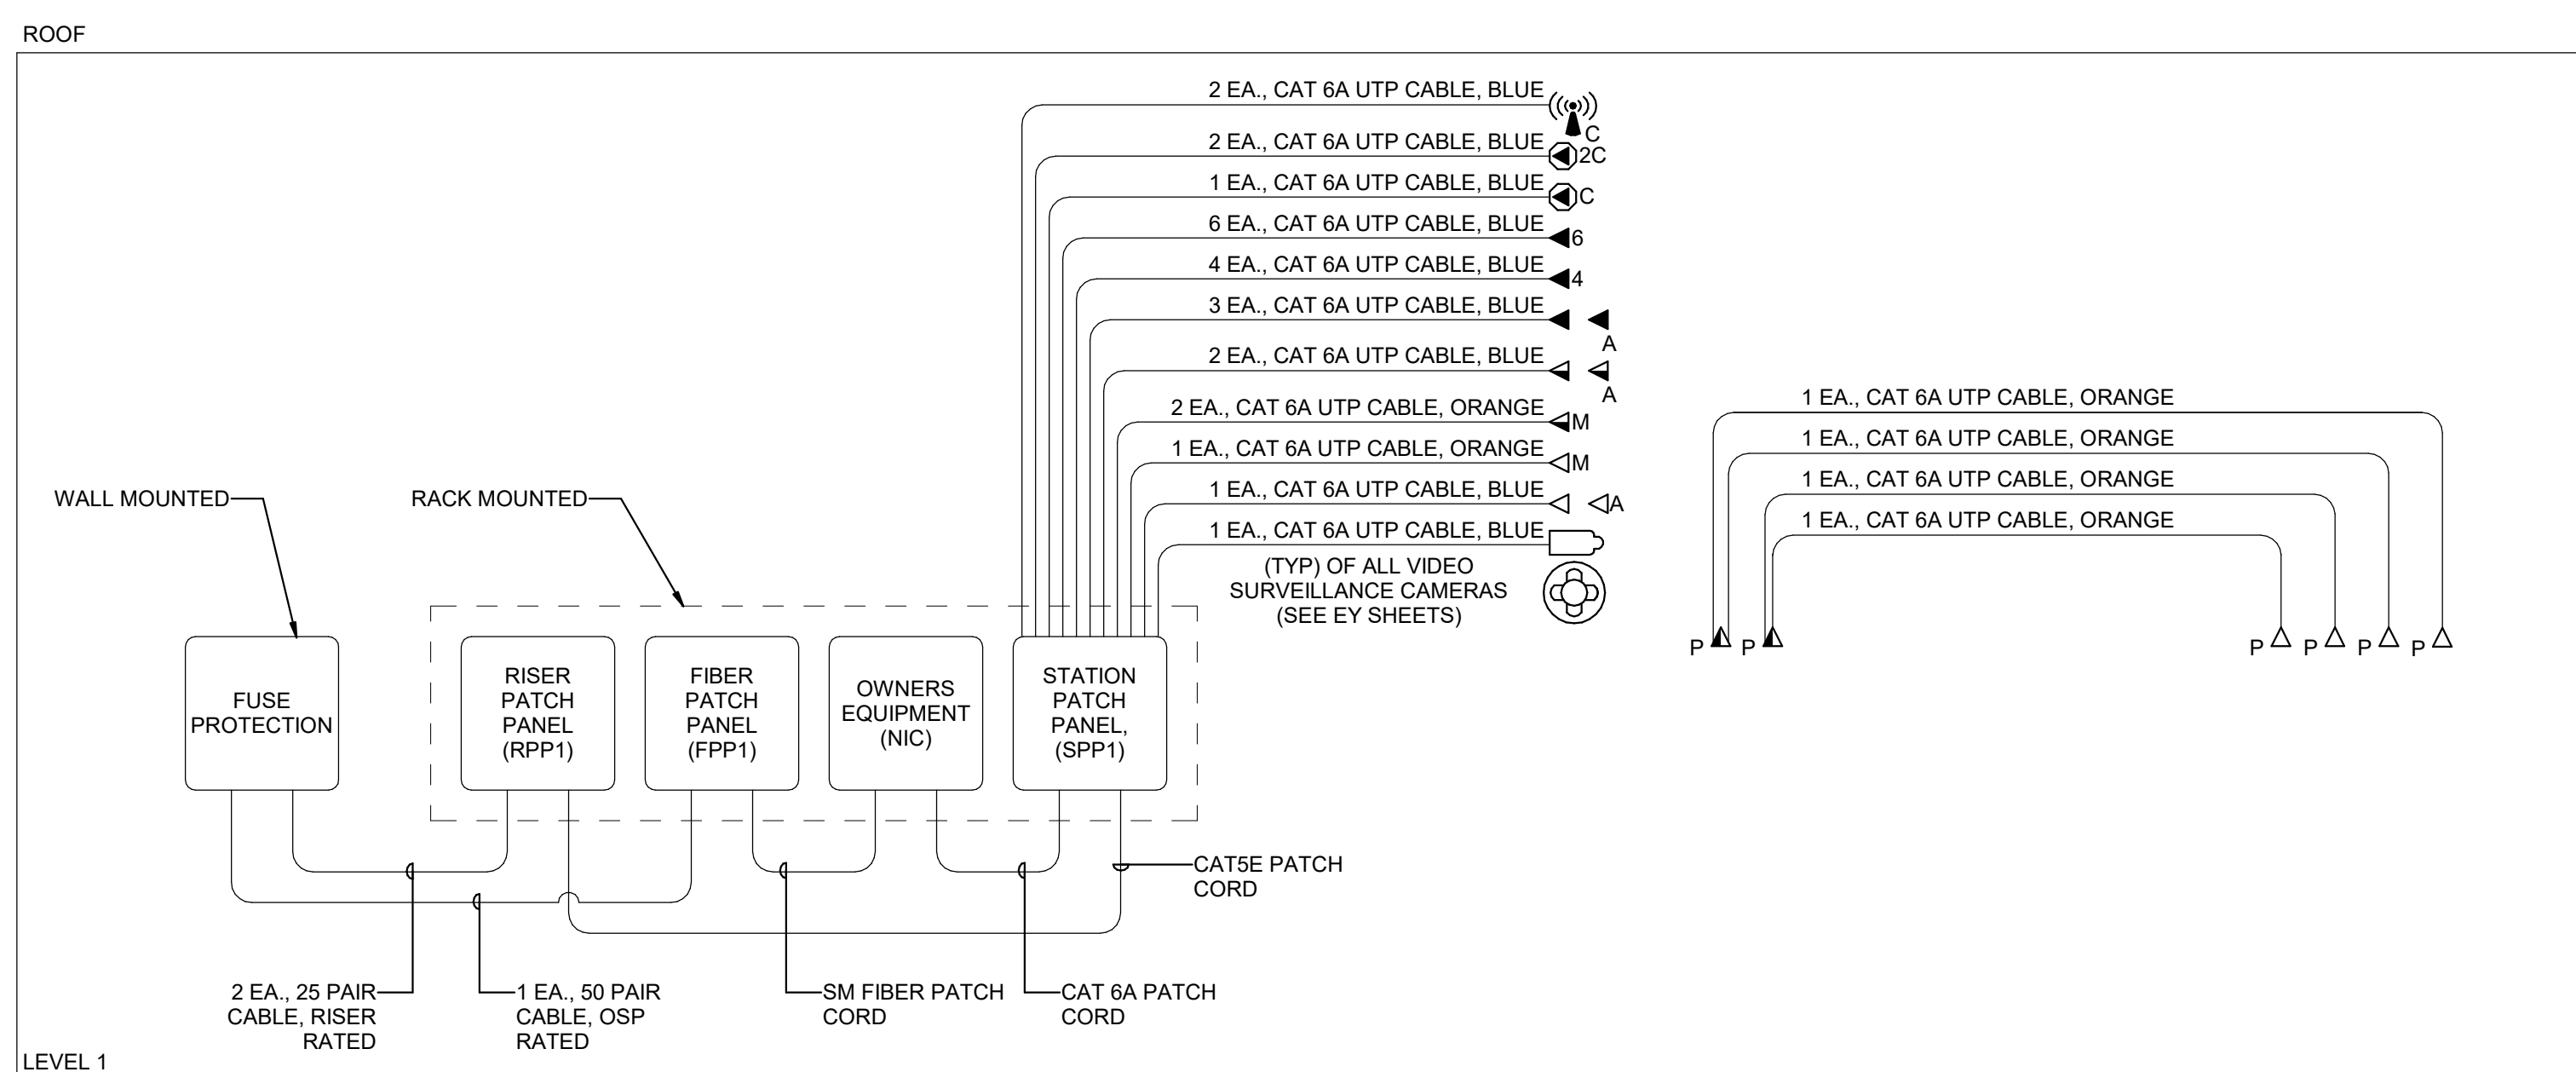 ROOF
2 EA., CAT 6A UTP CABLE, BLUE
C
2 EA., CAT 6A UTP CABLE, BLUE
2C
1 EA., CAT 6A UTP CABLE, BLUE
C
6 EA., CAT 6A UTP CABLE, BLUE
6
4 EA., CAT 6A UTP CABLE, BLUE
4
3 EA., CAT 6A UTP CABLE, BLUE
A
2 EA., CAT 6A UTP CABLE, BLUE
A
2 EA., CAT 6A UTP CABLE, ORANGE
M
1 EA., CAT 6A UTP CABLE, ORANGE
M
1 EA., CAT 6A UTP CABLE, BLUE
A
1 EA., CAT 6A UTP CABLE, BLUE
(TYP) OF ALL VIDEO
SURVEILLANCE CAMERAS
(SEE EY SHEETS)
1 EA., CAT 6A UTP CABLE, ORANGE
1 EA., CAT 6A UTP CABLE, ORANGE
1 EA., CAT 6A UTP CABLE, ORANGE
1 EA., CAT 6A UTP CABLE, ORANGE
P
P
P
P
P
P
WALL MOUNTED
RACK MOUNTED
FUSE
PROTECTION
RISER
PATCH
PANEL
(RPP1)
FIBER
PATCH
PANEL
(FPP1)
OWNERS
EQUIPMENT
(NIC)
STATION
PATCH
PANEL,
(SPP1)
CAT5E PATCH
CORD
2 EA., 25 PAIR
CABLE, RISER
RATED
1 EA., 50 PAIR
CABLE, OSP
RATED
SM FIBER PATCH
CORD
CAT 6A PATCH
CORD
LEVEL 1